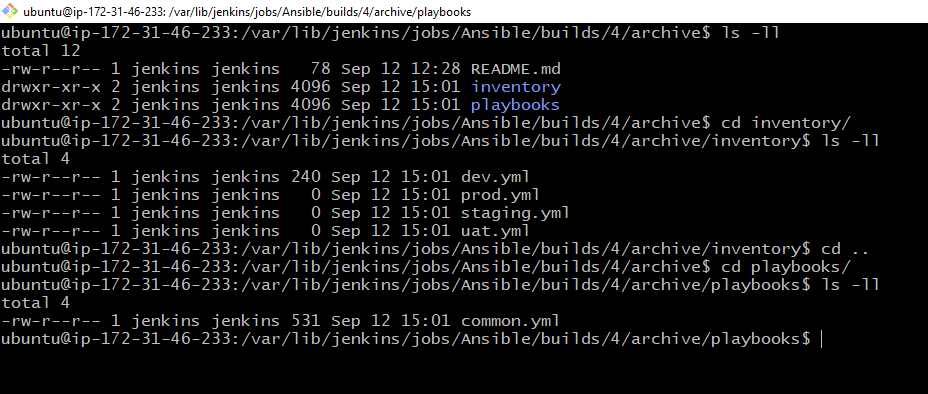 ubuntu@ip-172-31-46-233: /var/lib/jenkins/jobs/Ansible/builds/4/archive/playbooks
ubuntu@ip-172-31-46-233:/var/lib/jenkins/jobs/Ansible/builds/4/archive$ ls -ll
total 12
-rw-r--r-- 1 jenkins jenkins   78 Sep 12 12:28 README.md
drwxr-xr-x 2 jenkins jenkins 4096 Sep 12 15:01 inventory
drwxr-xr-x 2 jenkins jenkins 4096 Sep 12 15:01 playbooks
ubuntu@ip-172-31-46-233:/var/lib/jenkins/jobs/Ansible/builds/4/archive$ cd inventory/
ubuntu@ip-172-31-46-233:/var/lib/jenkins/jobs/Ansible/builds/4/archive/inventory$ ls -ll
total 4
-rw-r--r-- 1 jenkins jenkins 240 Sep 12 15:01 dev.yml
-rw-r--r-- 1 jenkins jenkins   0 Sep 12 15:01 prod.yml
-rw-r--r-- 1 jenkins jenkins   0 Sep 12 15:01 staging.yml
-rw-r--r-- 1 jenkins jenkins   0 Sep 12 15:01 uat.yml
ubuntu@ip-172-31-46-233:/var/lib/jenkins/jobs/Ansible/builds/4/archive/inventory$ cd ..
ubuntu@ip-172-31-46-233:/var/lib/jenkins/jobs/Ansible/builds/4/archive$ cd playbooks/
ubuntu@ip-172-31-46-233:/var/lib/jenkins/jobs/Ansible/builds/4/archive/playbooks$ ls -ll
total 4
-rw-r--r-- 1 jenkins jenkins 531 Sep 12 15:01 common.yml
ubuntu@ip-172-31-46-233:/var/lib/jenkins/jobs/Ansible/builds/4/archive/playbooks$